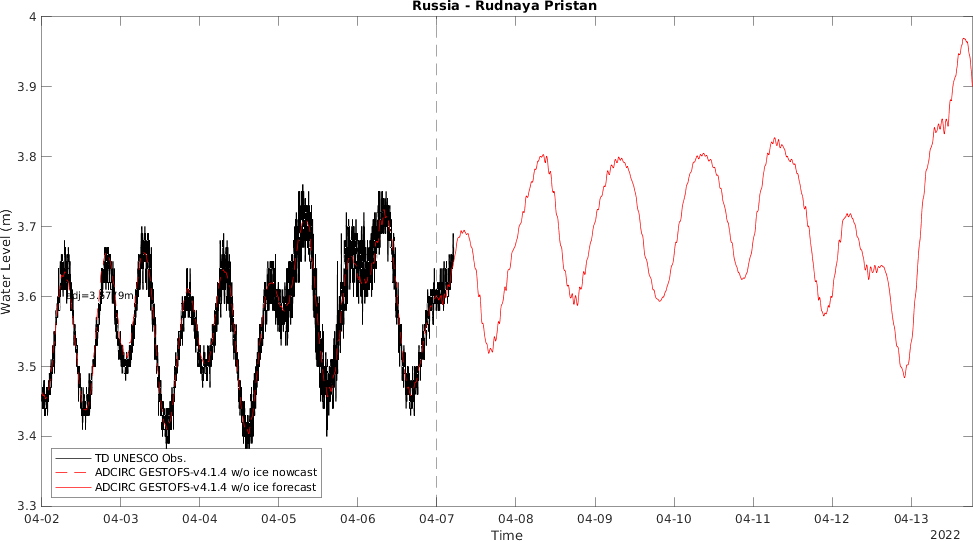 Russia - Rudnaya Pristan
4
3.9
3.8
3.7
3.6
3.5
3.4
3.3
Water Level (m)
TD UNESCO Obs.
ADCIRC GESTOFS-v4.1.4 w/o ice nowcast
ADCIRC GESTOFS-v4.1.4 w/o ice forecast
04-02 04-03 04-04 04-05 04-06 04-07 04-08 04-09 04-10 04-11 04-12 04-13
Time
2022